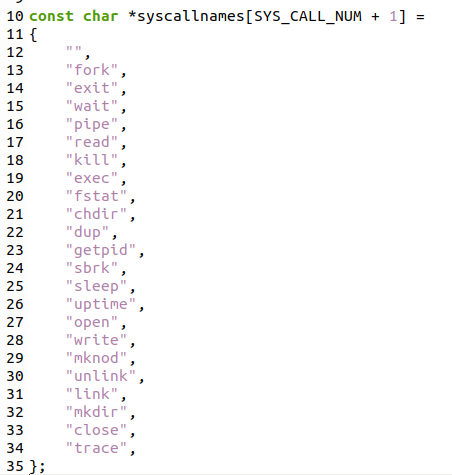 10 const char *syscallnames[SYS_CALL_NUM + 1] =
11 {
12     "",
13     "fork",
14     "exit",
15     "wait",
16     "pipe",
17     "read",
18     "kill",
19     "exec",
20     "fstat",
21     "chdir",
22     "dup",
23     "getpid",
24     "sbrk",
25     "sleep",
26     "uptime",
27     "open",
28     "write",
29     "mknod",
30     "unlink",
31     "link",
32     "mkdir",
33     "close",
34     "trace",
35 };